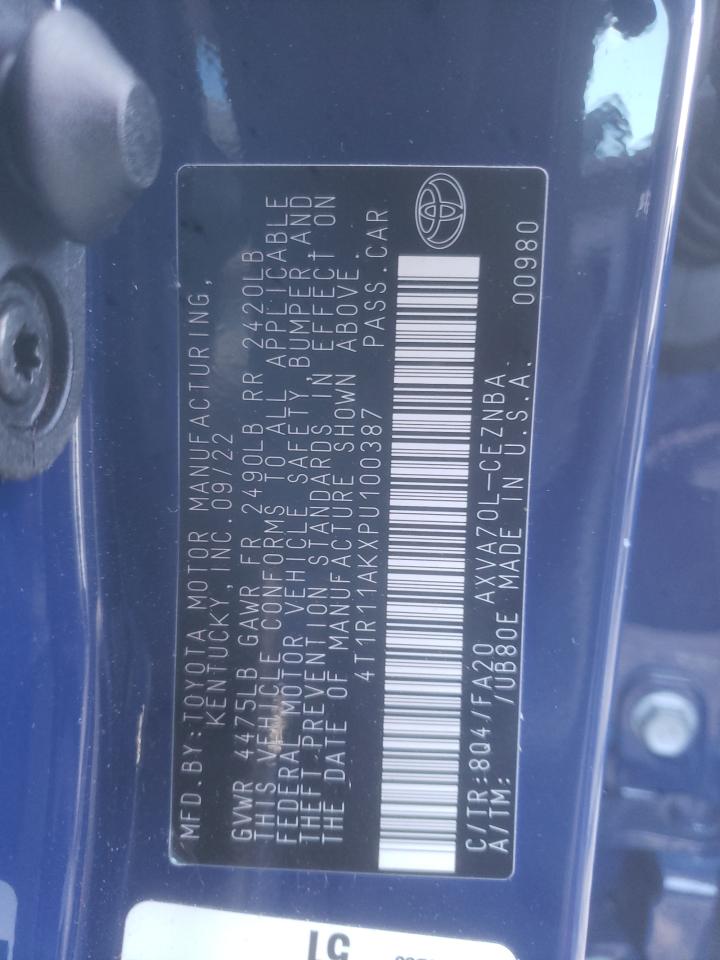 MFD.BY:TOYOTA MOTOR MANUFACTURING,
KENTUCKY, INC.09/22
GVWR 4475LB GAWR FR 2490LB RR 2420LB
THIS VEHICLE CONFORMS TO ALL APPLICABLE
FEDERAL MOTOR VEHICLE SAFETY, BUMPER AND
THEFT PREVENTION STANDARDS IN EFFECT ON
THE DATE OF MANUFACTURE SHOWN ABOVE.
4T1R11AKXPU100387 PASS.CAR
C/TR:8Q4/FA20 AXVA70L-CEZNBA
A/TM: /UB80E MADE IN U.S.A. 00980